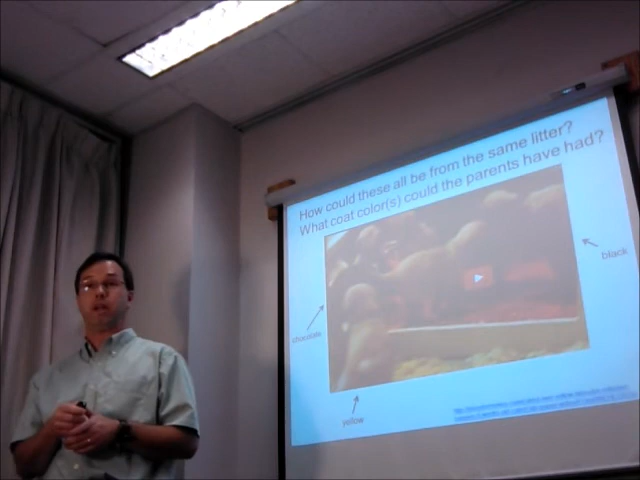 How could these all be from the same litter?
What coat color(s) could the parents have had?
black
chocolate
yellow